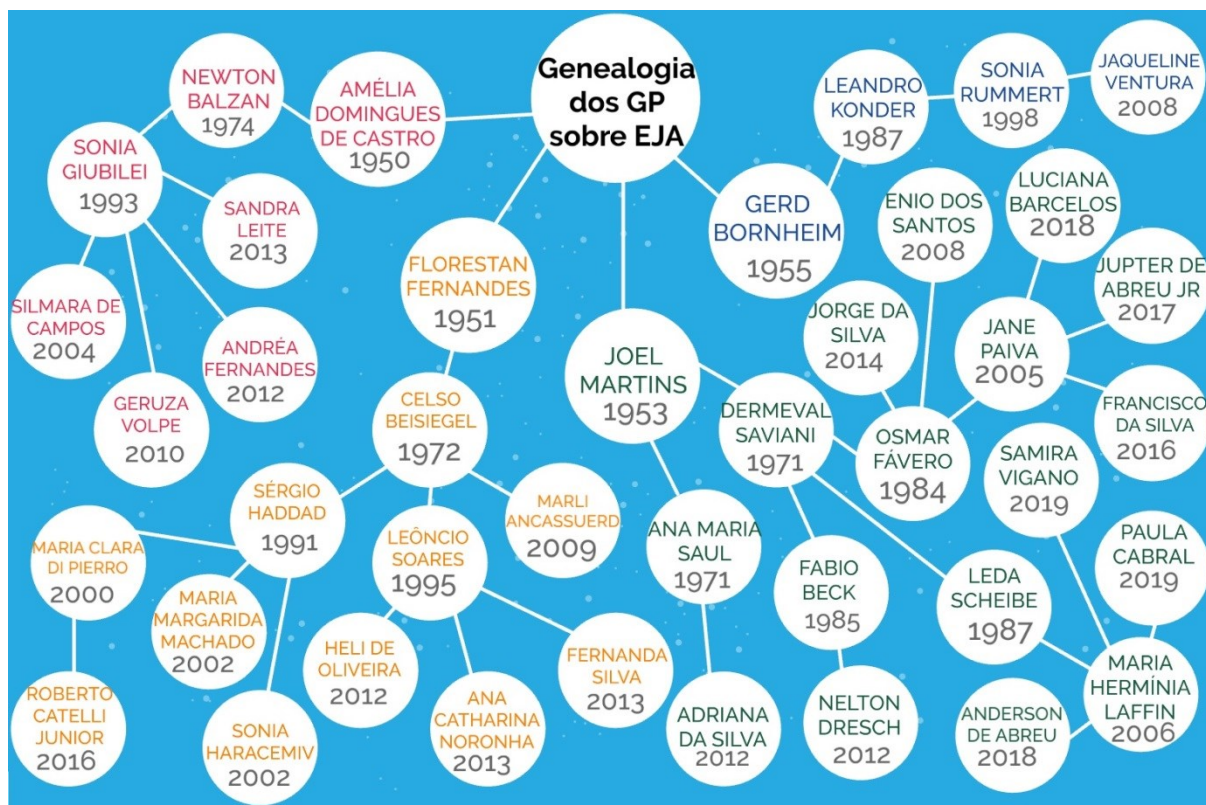 Genealogia
dos GP
sobre EJA
AMÉLIA
DOMINGUES
DE CASTRO
1950
NEWTON
BALZAN
1974
SONIA
GIUBILEI
1993
SANDRA
LEITE
2013
SILMARA DE
CAMPOS
2004
ANDRÉA
FERNANDES
2012
GERUZA
VOLPE
2010
FLORESTAN
FERNANDES
1951
CELSO
BEISIEGEL
1972
SÉRGIO
HADDAD
1991
MARIA CLARA
DI PIERRO
2000
ROBERTO
CATELLI
JUNIOR
2016
MARIA
MARGARIDA
MACHADO
2002
SONIA
HARACEMIV
2002
LEÔNCIO
SOARES
1995
HELI DE
OLIVEIRA
2012
ANA
CATHARINA
NORONHA
2013
FERNANDA
SILVA
2013
MARLI
ANCASSUERD
2009
JOEL
MARTINS
1953
ANA MARIA
SAUL
1971
ADRIANA
DA SILVA
2012
DERMEVAL
SAVIANI
1971
FABIO
BECK
1985
NELTON
DRESCH
2012
OSMAR
FÁVERO
1984
JORGE DA
SILVA
2014
ENIO DOS
SANTOS
2008
JANE
PAIVA
2005
LUCIANA
BARCELOS
2018
JUPTER DE
ABREU JR
2017
FRANCISCO
DA SILVA
2016
LEDA
SCHEIBE
1987
MARIA
HERMÍNIA
LAFFIN
2006
SAMIRA
VIGANO
2019
PAULA
CABRAL
2019
ANDERSON
DE ABREU
2018
GERD
BORNHEIM
1955
LEANDRO
KONDER
1987
SONIA
RUMMERT
1998
JAQUELINE
VENTURA
2008